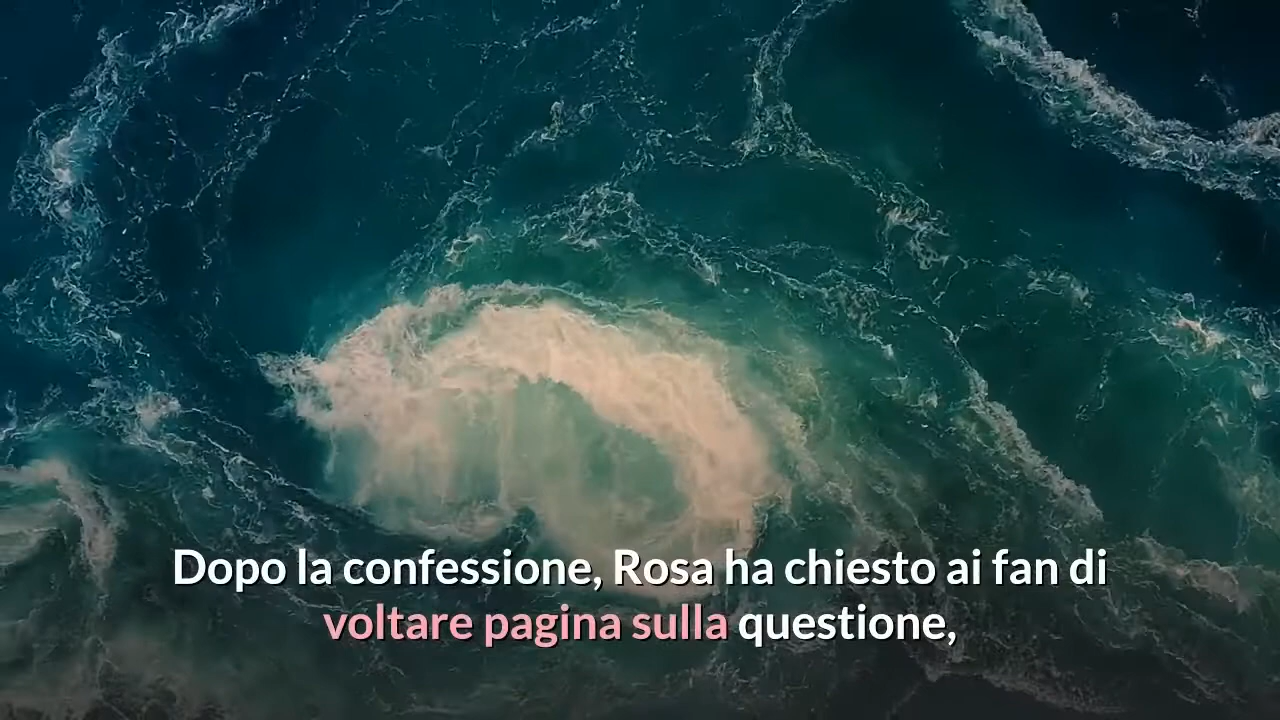 Dopo la confessione, Rosa ha chiesto ai fan di
voltare pagina sulla questione,